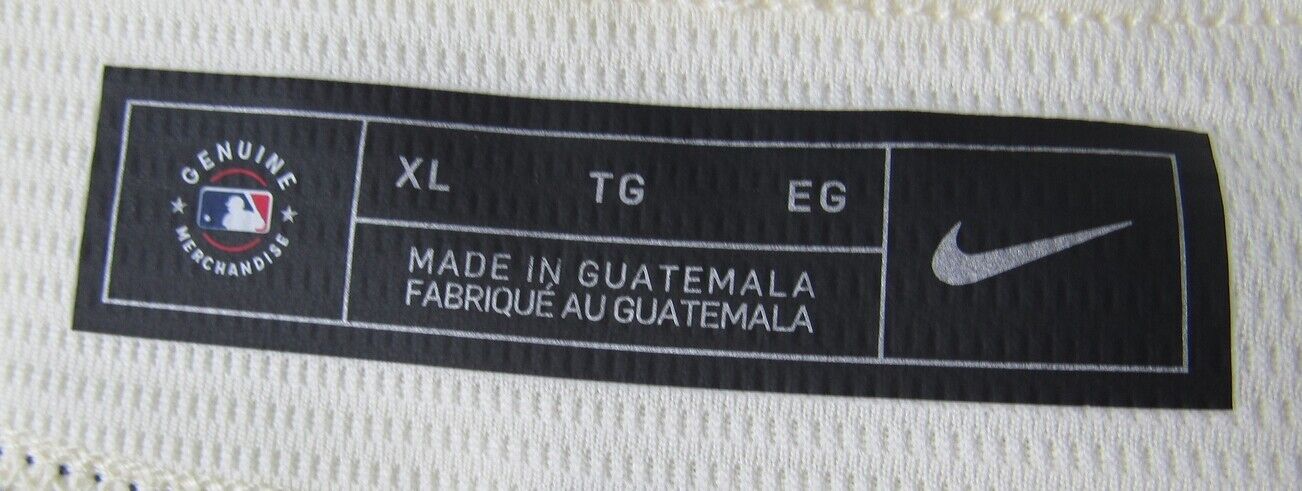 GENUINE
MERCHANDISE
XL TG EG
MADE IN GUATEMALA
FABRIQUÉ AU GUATEMALA